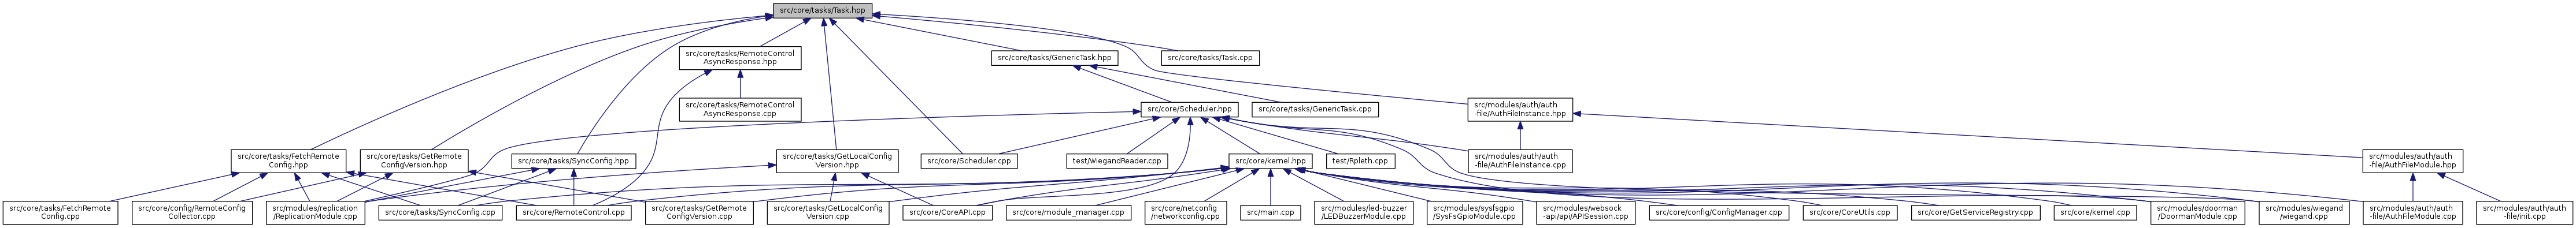 src/core/tasks/Task.hpp
src/core/tasks/RemoteControl
AsyncResponse.hpp
src/core/tasks/GenericTask.hpp
src/core/tasks/Task.cpp
src/core/tasks/RemoteControl
AsyncResponse.cpp
src/core/Scheduler.hpp
src/core/tasks/GenericTask.cpp
src/modules/auth/auth
-file/AuthFileInstance.hpp
src/core/tasks/FetchRemote
Config.hpp
src/core/tasks/GetRemote
ConfigVersion.hpp
src/core/tasks/SyncConfig.hpp
src/core/tasks/GetLocalConfig
Version.hpp
src/core/Scheduler.cpp
test/WiegandReader.cpp
src/core/kernel.hpp
test/Rpleth.cpp
src/modules/auth/auth
-file/AuthFileInstance.cpp
src/modules/auth/auth
-file/AuthFileModule.hpp
src/core/tasks/FetchRemote
Config.cpp
src/core/config/RemoteConfig
Collector.cpp
src/modules/replication
/ReplicationModule.cpp
src/core/tasks/SyncConfig.cpp
src/core/RemoteControl.cpp
src/core/tasks/GetRemote
ConfigVersion.cpp
src/core/tasks/GetLocalConfig
Version.cpp
src/core/CoreAPI.cpp
src/core/module_manager.cpp
src/core/netconfig
/networkconfig.cpp
src/main.cpp
src/modules/led-buzzer
/LEDBuzzerModule.cpp
src/modules/sysfsgpio
/SysFsGpioModule.cpp
src/modules/websock
-api/api/APISession.cpp
src/core/config/ConfigManager.cpp
src/core/CoreUtils.cpp
src/core/GetServiceRegistry.cpp
src/core/kernel.cpp
src/modules/doorman
/DoormanModule.cpp
src/modules/wiegand
/wiegand.cpp
src/modules/auth/auth
-file/AuthFileModule.cpp
src/modules/auth/auth
-file/init.cpp